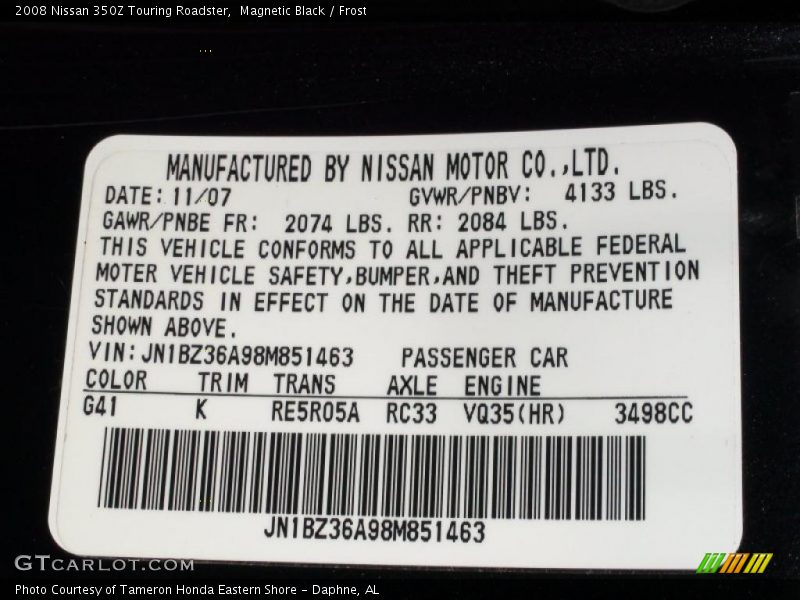 2008 Nissan 350Z Touring Roadster,  Magnetic Black / Frost
MANUFACTURED BY NISSAN MOTOR CO.,LTD.
DATE: 11/07 GVWR/PNBV: 4133 LBS.
GAWR/PNBE FR: 2074 LBS. RR: 2084 LBS.
THIS VEHICLE CONFORMS TO ALL APPLICABLE FEDERAL
MOTER VEHICLE SAFETY,BUMPER,AND THEFT PREVENTION
STANDARDS IN EFFECT ON THE DATE OF MANUFACTURE
SHOWN ABOVE.
VIN: JN1BZ36A98M851463 PASSENGER CAR
COLOR TRIM TRANS AXLE ENGINE
G41 K RE5R05A RC33 VQ35(HR) 3498CC
JN1BZ36A98M851463
GTCARLOT.COM
Photo Courtesy of Tameron Honda Eastern Shore - Daphne, AL